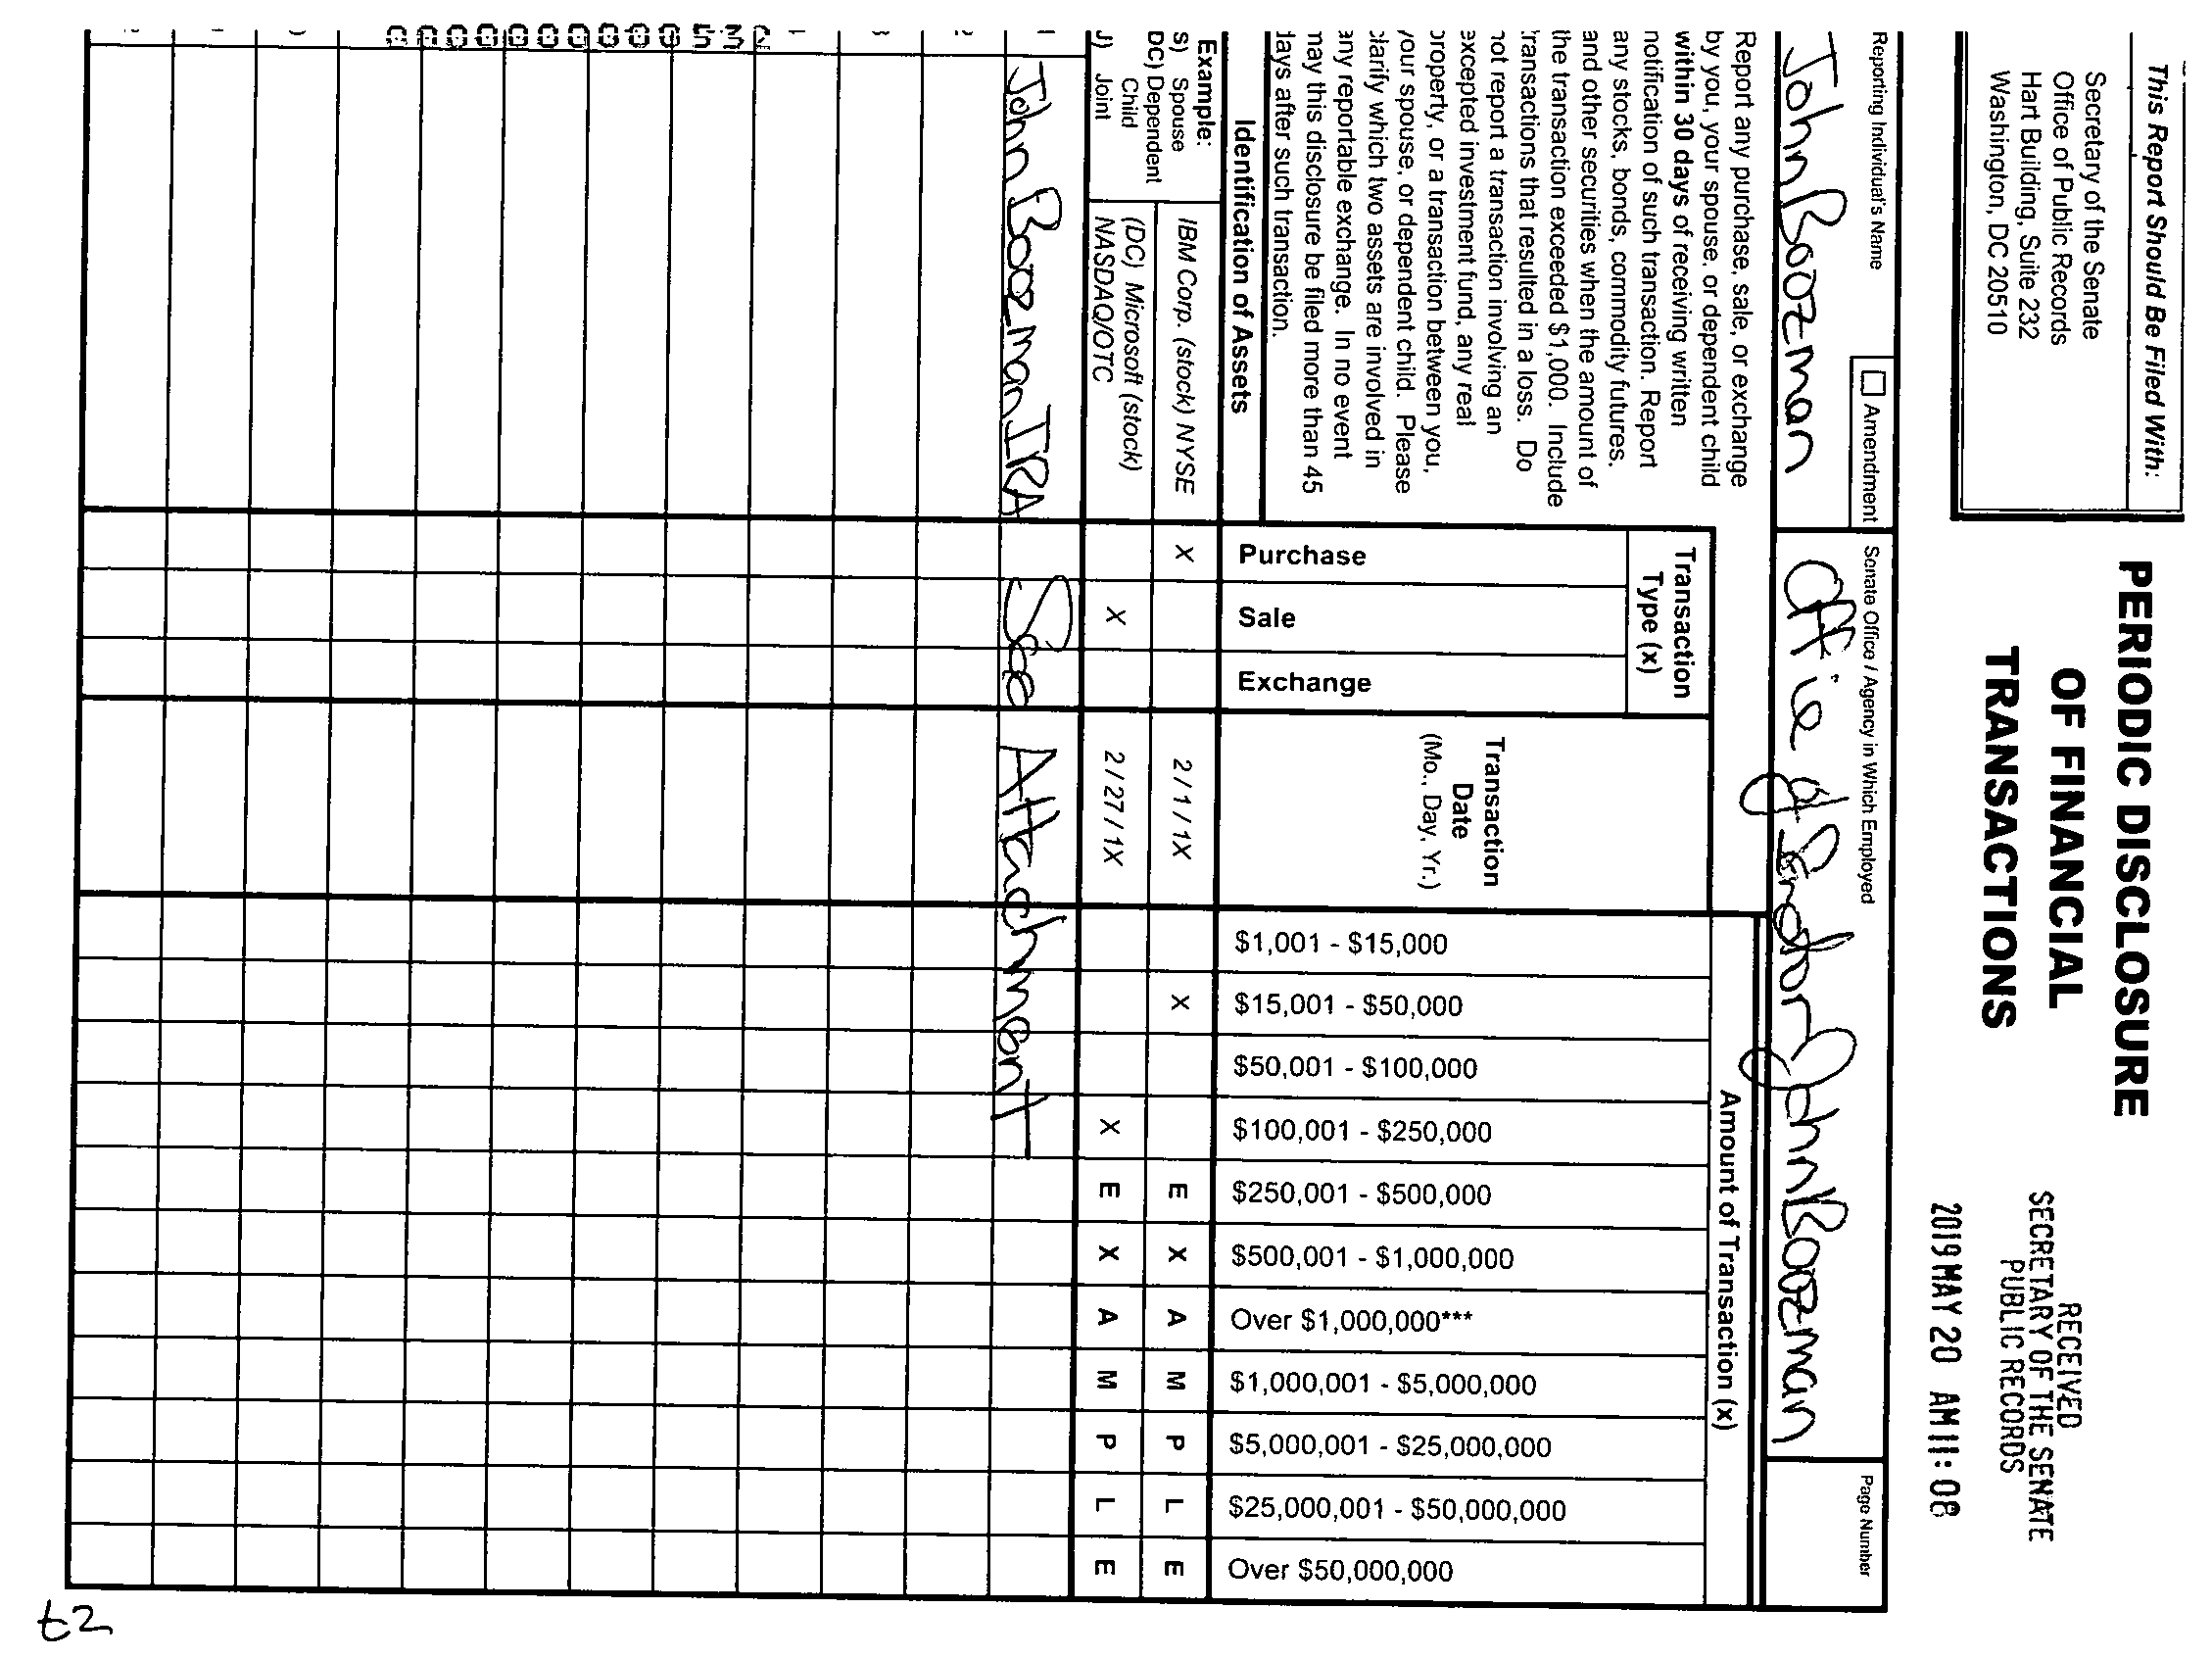 This Report Should Be Filed With:
Secretary of the Senate
Office of Public Records
Hart Building, Suite 232
Washington, DC 20510
PERIODIC DISCLOSURE
OF FINANCIAL
TRANSACTIONS
RECEIVED
SECRETARY OF THE SENATE
PUBLIC RECORDS
2019 MAY 20 AM 11:08
Reporting Individual's Name
Amendment
Senate Office / Agency in Which Employed
Page Number
John Boozman
Office of Senator John Boozman
Report any purchase, sale, or exchange
by you, your spouse, or dependent child
within 30 days of receiving written
notification of such transaction. Report
any stocks, bonds, commodity futures.
and other securities when the amount of
the transaction exceeded $1,000. Include
transactions that resulted in a loss. Do
not report a transaction involving an
excepted investment fund, any real
property, or a transaction between you,
your spouse, or dependent child. Please
clarify which two assets are involved in
any reportable exchange. In no event
may this disclosure be filed more than 45
days after such transaction.
Identification of Assets
Transaction
Type (x)
Purchase
Sale
Exchange
Transaction
Date
(Mo., Day, Yr.)
Amount of Transaction (x)
$1,001 - $15,000
$15,001 - $50,000
$50,001 - $100,000
$100,001 - $250,000
$250,001 - $500,000
$500,001 - $1,000,000
Over $1,000,000***
$1,000,001 - $5,000,000
$5,000,001 - $25,000,000
$25,000,001 - $50,000,000
Over $50,000,000
Example:
S) Spouse
DC) Dependent
Child
J) Joint
IBM Corp. (stock) NYSE X 2/1/1X X E X A M P L E
(DC) Microsoft (stock)
NASDAQ/OTC X 2/27/1X X E X A M P L E
John Boozman IRA See Attachment